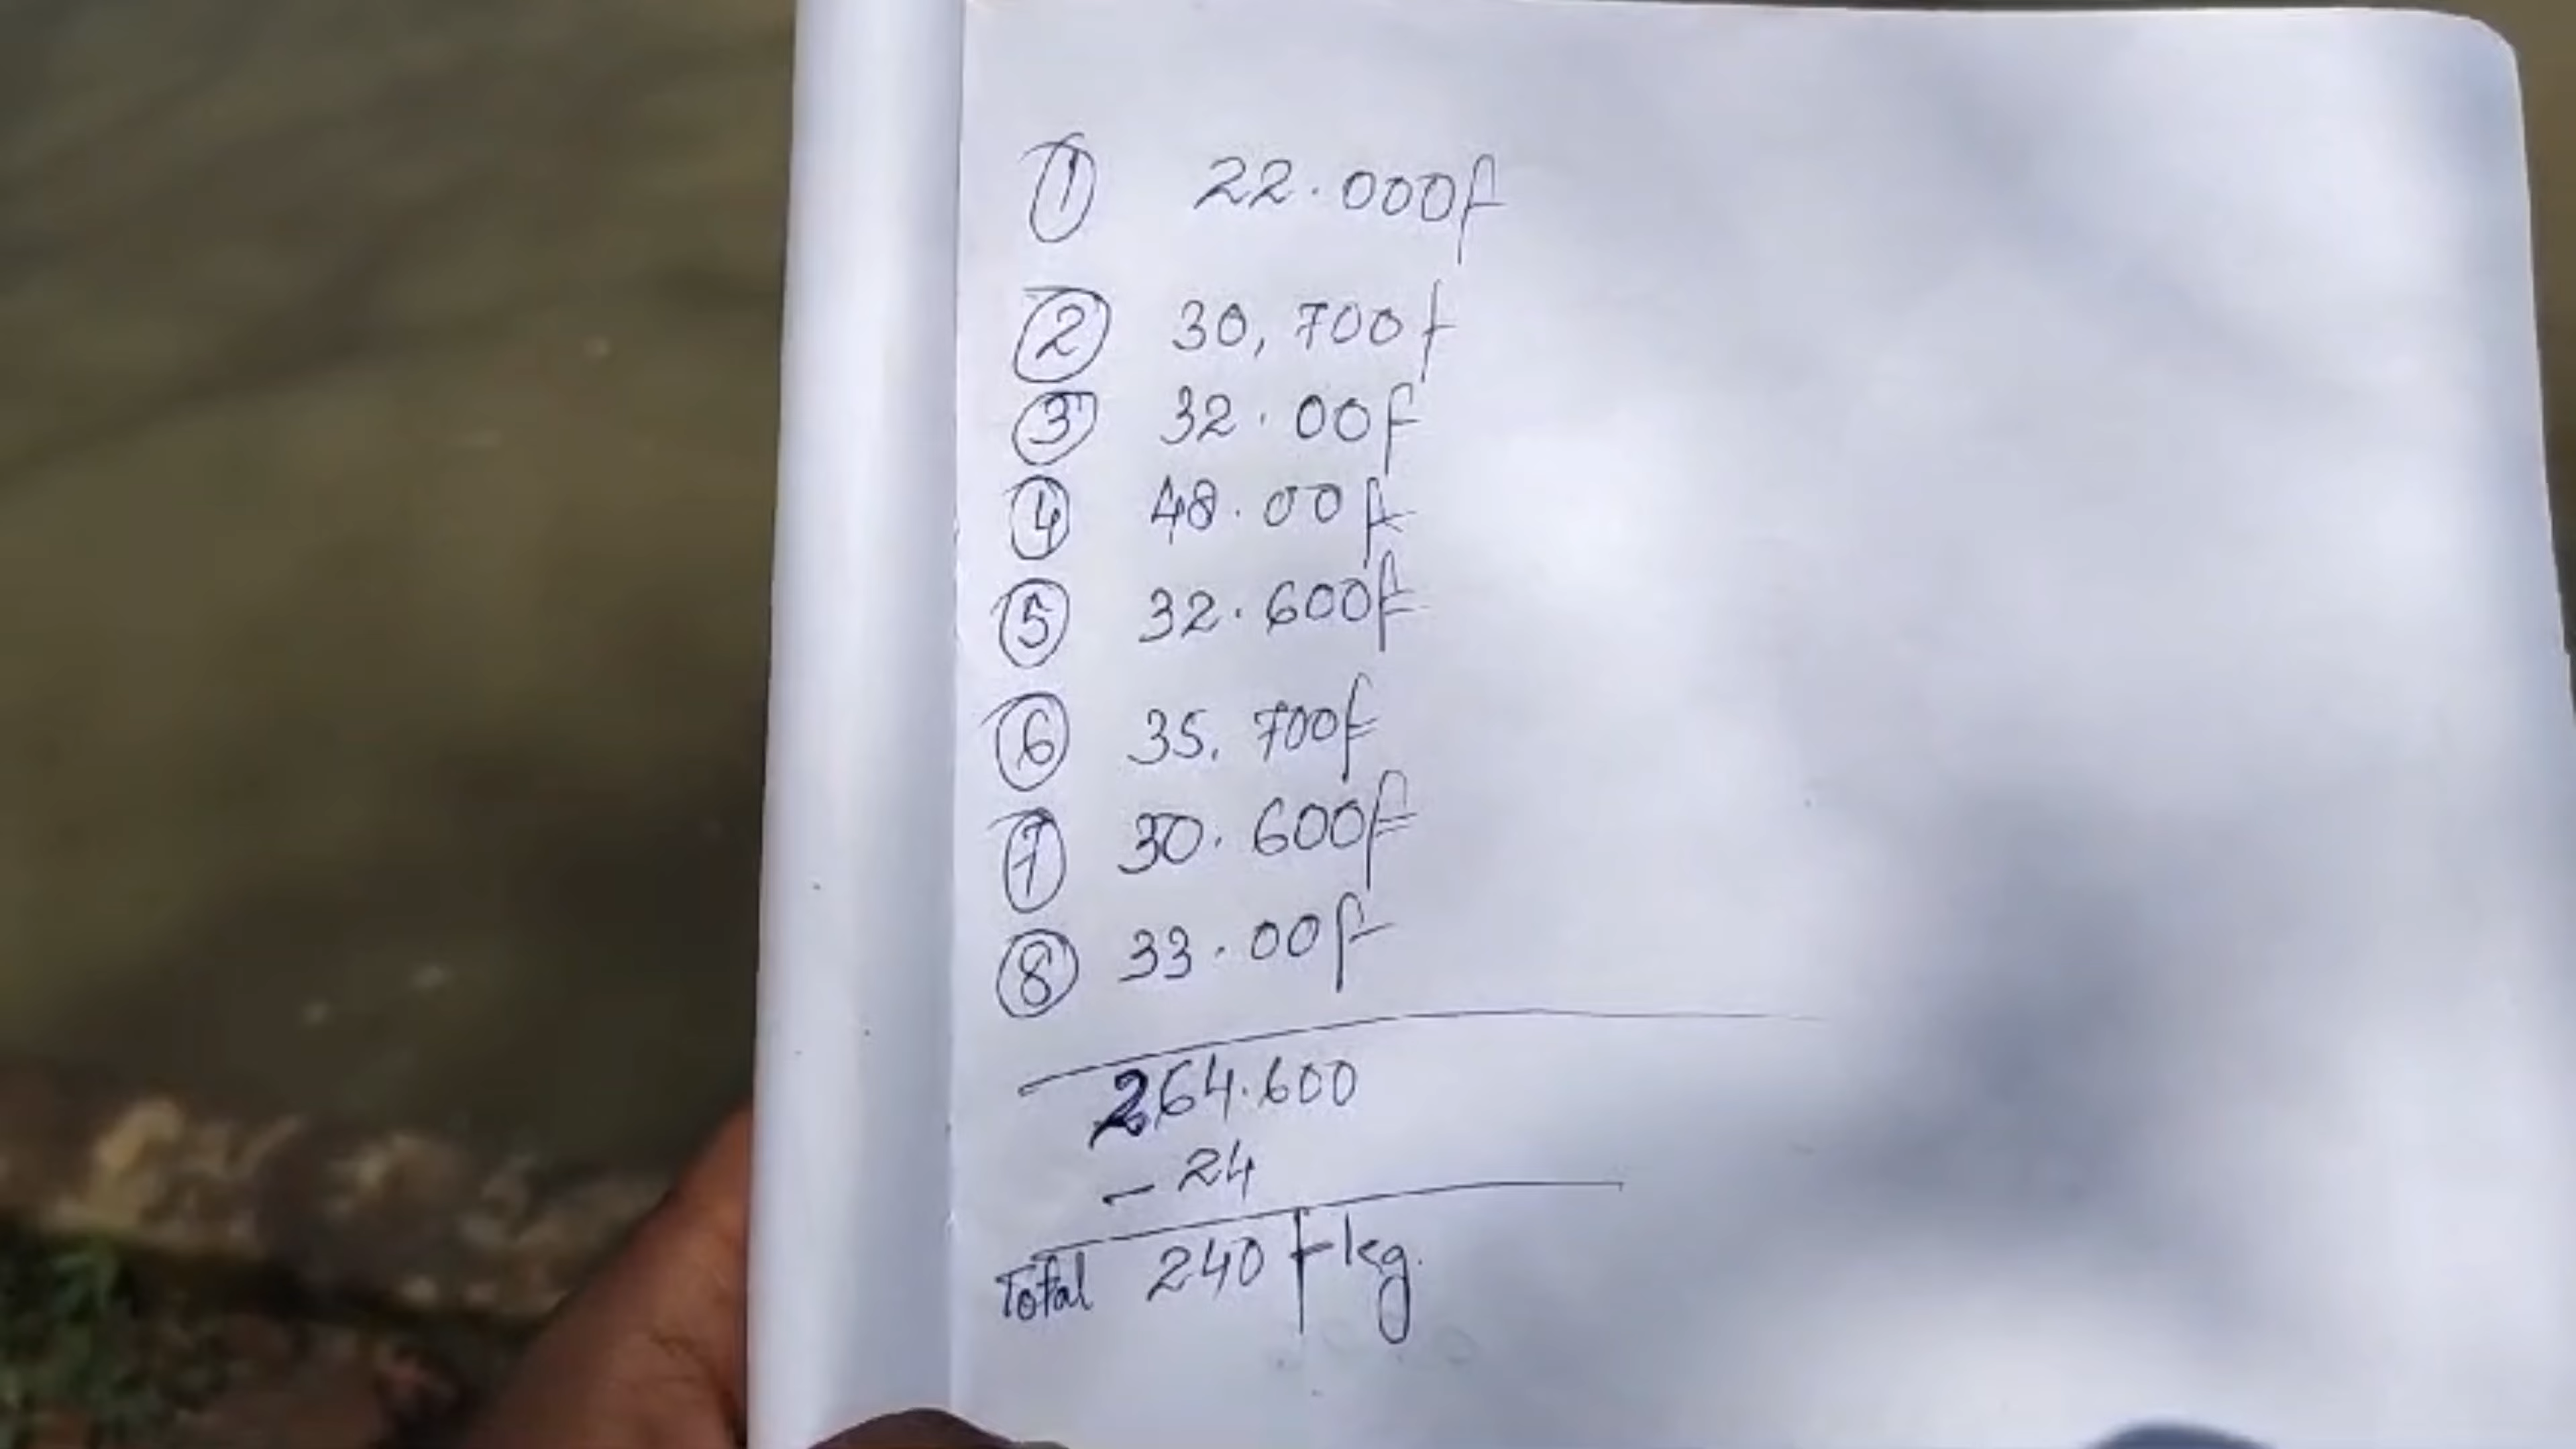 1 22.000f
2 30,700f
3 32.00f
4 48.00f
5 32.600f
6 35.700f
7 30.600f
8 33.00f
264.600
- 24
Total 240 f kg.